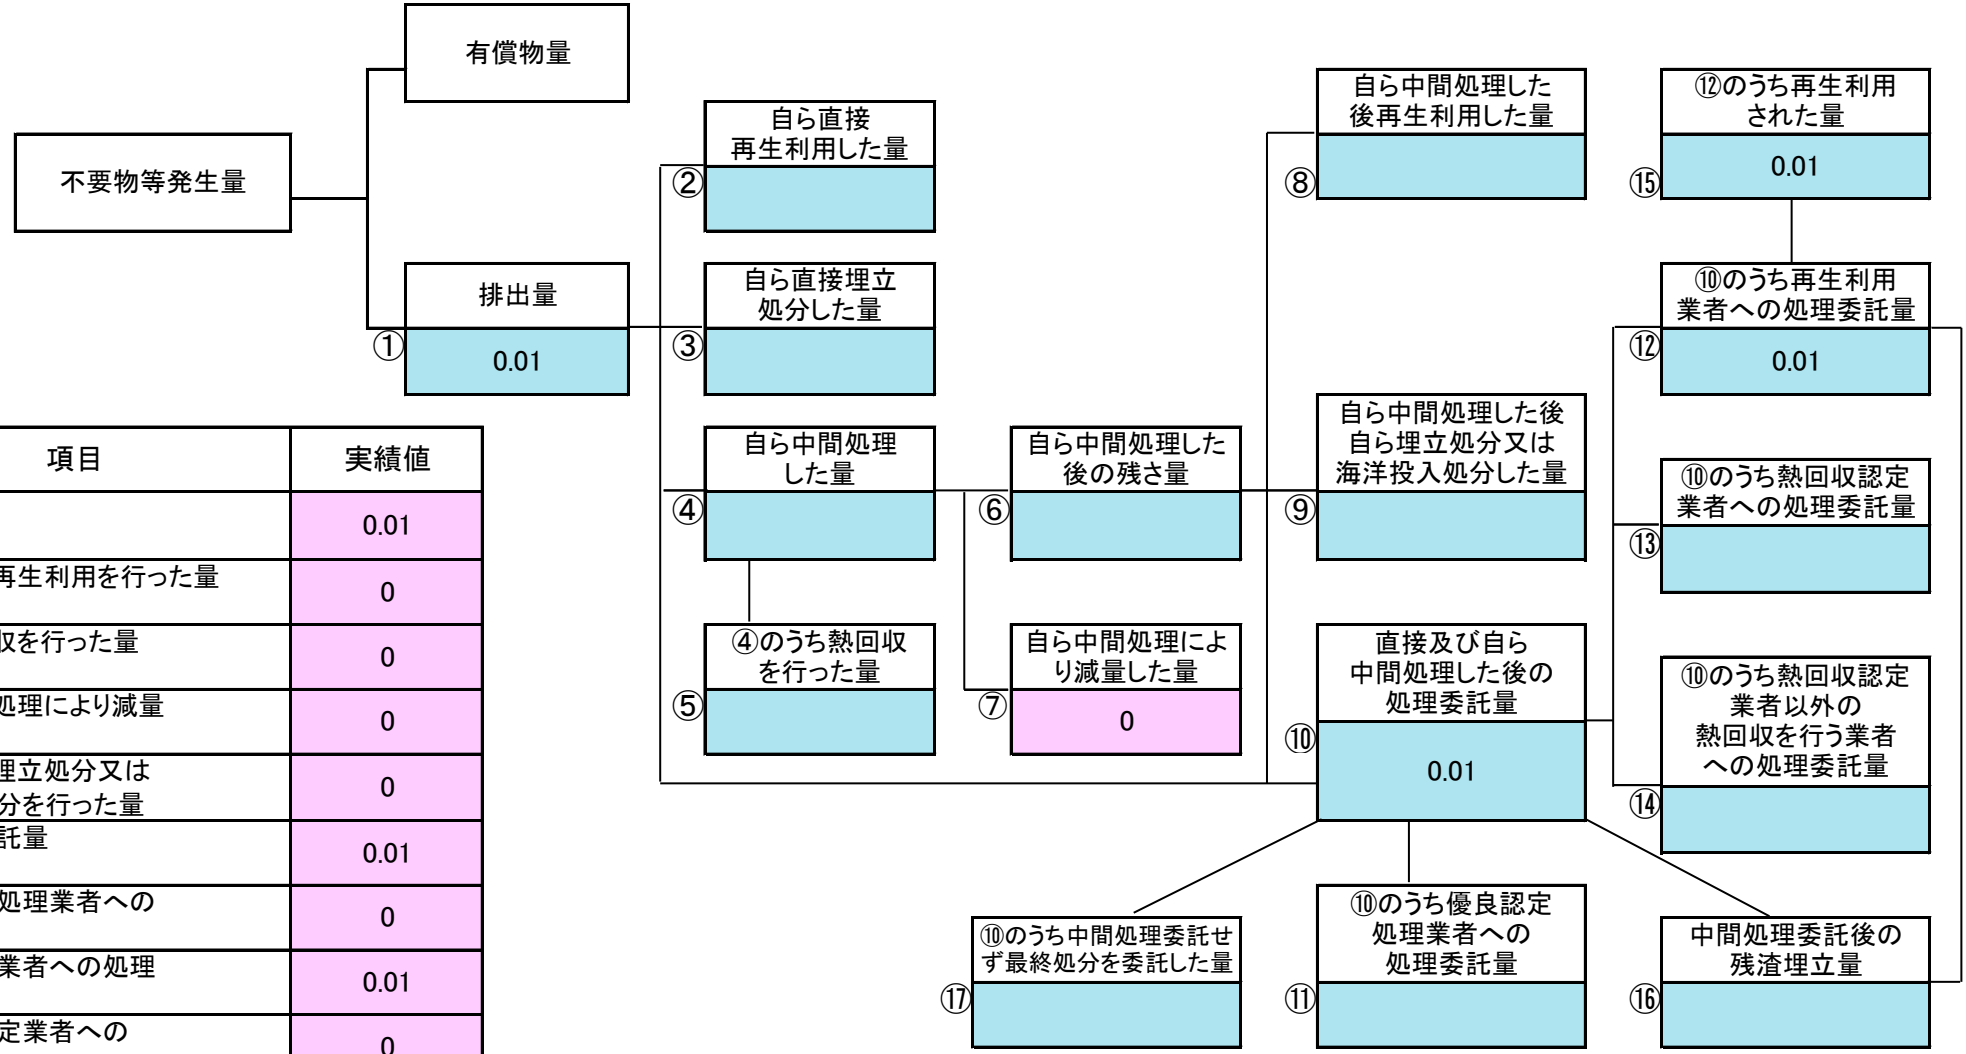 有償物量
不要物等発生量
排出量
①
0.01
自ら直接
再生利用した量
②
自ら直接埋立
処分した量
③
自ら中間処理
した量
④
④のうち熱回収
を行った量
⑤
自ら中間処理した
後の残さ量
⑥
自ら中間処理によ
り減量した量
⑦
0
自ら中間処理した
後再生利用した量
⑧
自ら中間処理した後
自ら埋立処分又は
海洋投入処分した量
⑨
直接及び自ら
中間処理した後の
処理委託量
⑩
0.01
⑫のうち再生利用
された量
⑮
0.01
⑩のうち再生利用
業者への処理委託量
⑫
0.01
⑩のうち熱回収認定
業者への処理委託量
⑬
⑩のうち熱回収認定
業者以外の
熱回収を行う業者
への処理委託量
⑭
⑩のうち中間処理委託せ
ず最終処分を委託した量
⑰
⑩のうち優良認定
処理業者への
処理委託量
⑪
中間処理委託後の
残渣埋立量
⑯
項目 実績値
0.01
再生利用を行った量
0
収を行った量
0
処理により減量
0
埋立処分又は
分を行った量
0
託量
0.01
処理業者への
0
業者への処理
0.01
定業者への
0